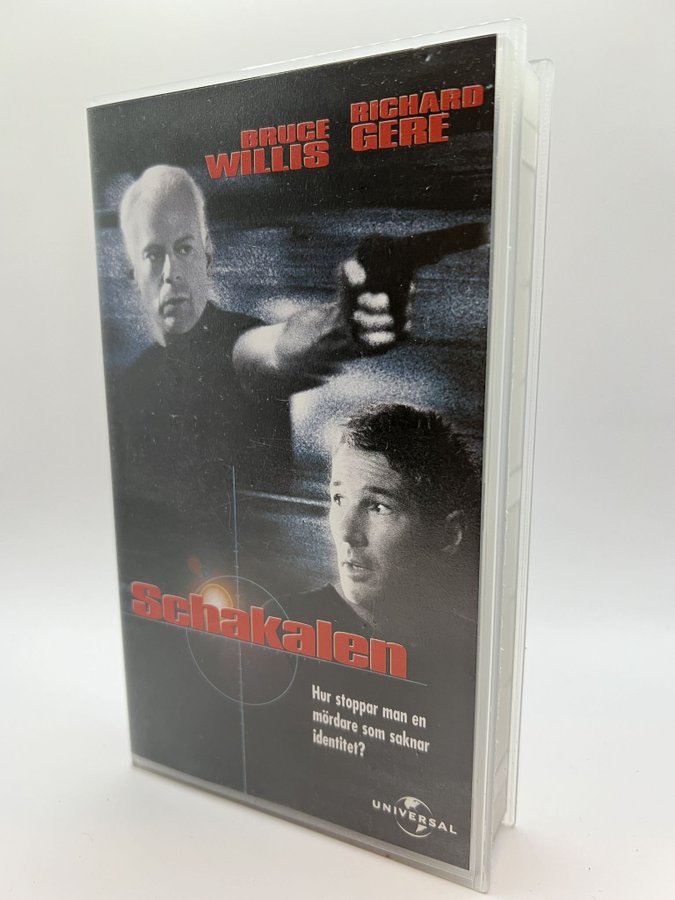 BRUCE
WILLIS
RICHARD
GERE
Schakalen
Hur stoppar man en
mördare som saknar
identitet?
UNIVERSAL